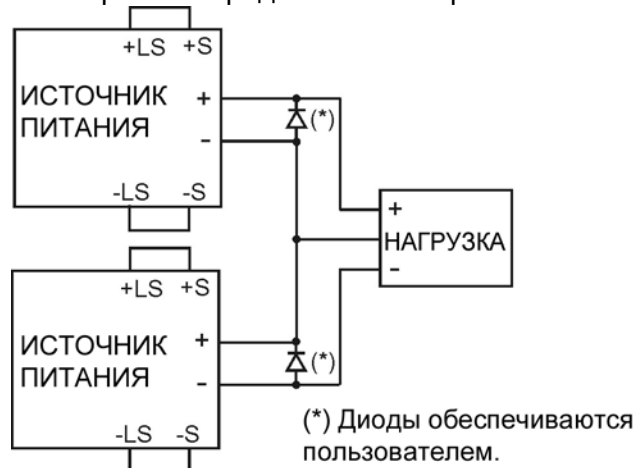 +LS +S
ИСТОЧНИК +
ПИТАНИЯ
(*)
-
-LS -S
+
НАГРУЗКА
-
+LS +S
ИСТОЧНИК +
ПИТАНИЯ -
(*)
-LS -S
(*) Диоды обеспечиваются
пользователем.